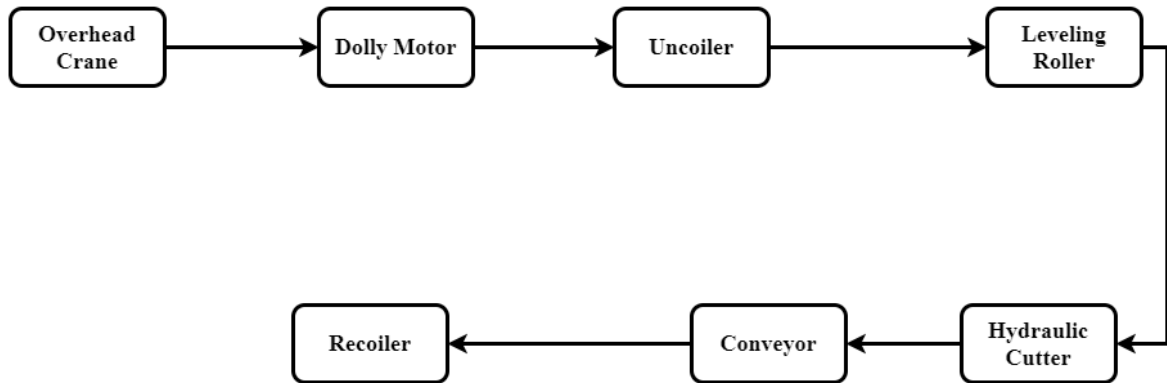 Overhead
Crane
Dolly Motor
Uncoiler
Leveling
Roller
Recoiler
Conveyor
Hydraulic
Cutter